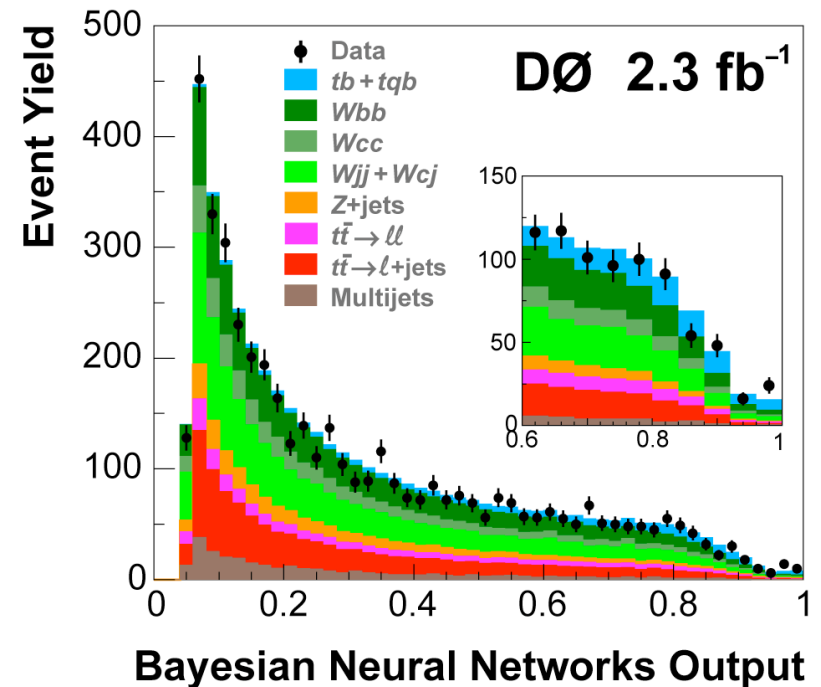 Event Yield
500
400
300
200
100
0
0
0.2
0.4
0.6
0.8
1
Bayesian Neural Networks Output
Data
tb + tqb
Wbb
Wcc
Wjj + Wcj
Z+jets
tt̄ → ℓℓ
tt̄ → ℓ+jets
Multijets
DØ 2.3 fb⁻¹
150
100
50
0
0.6
0.8
1